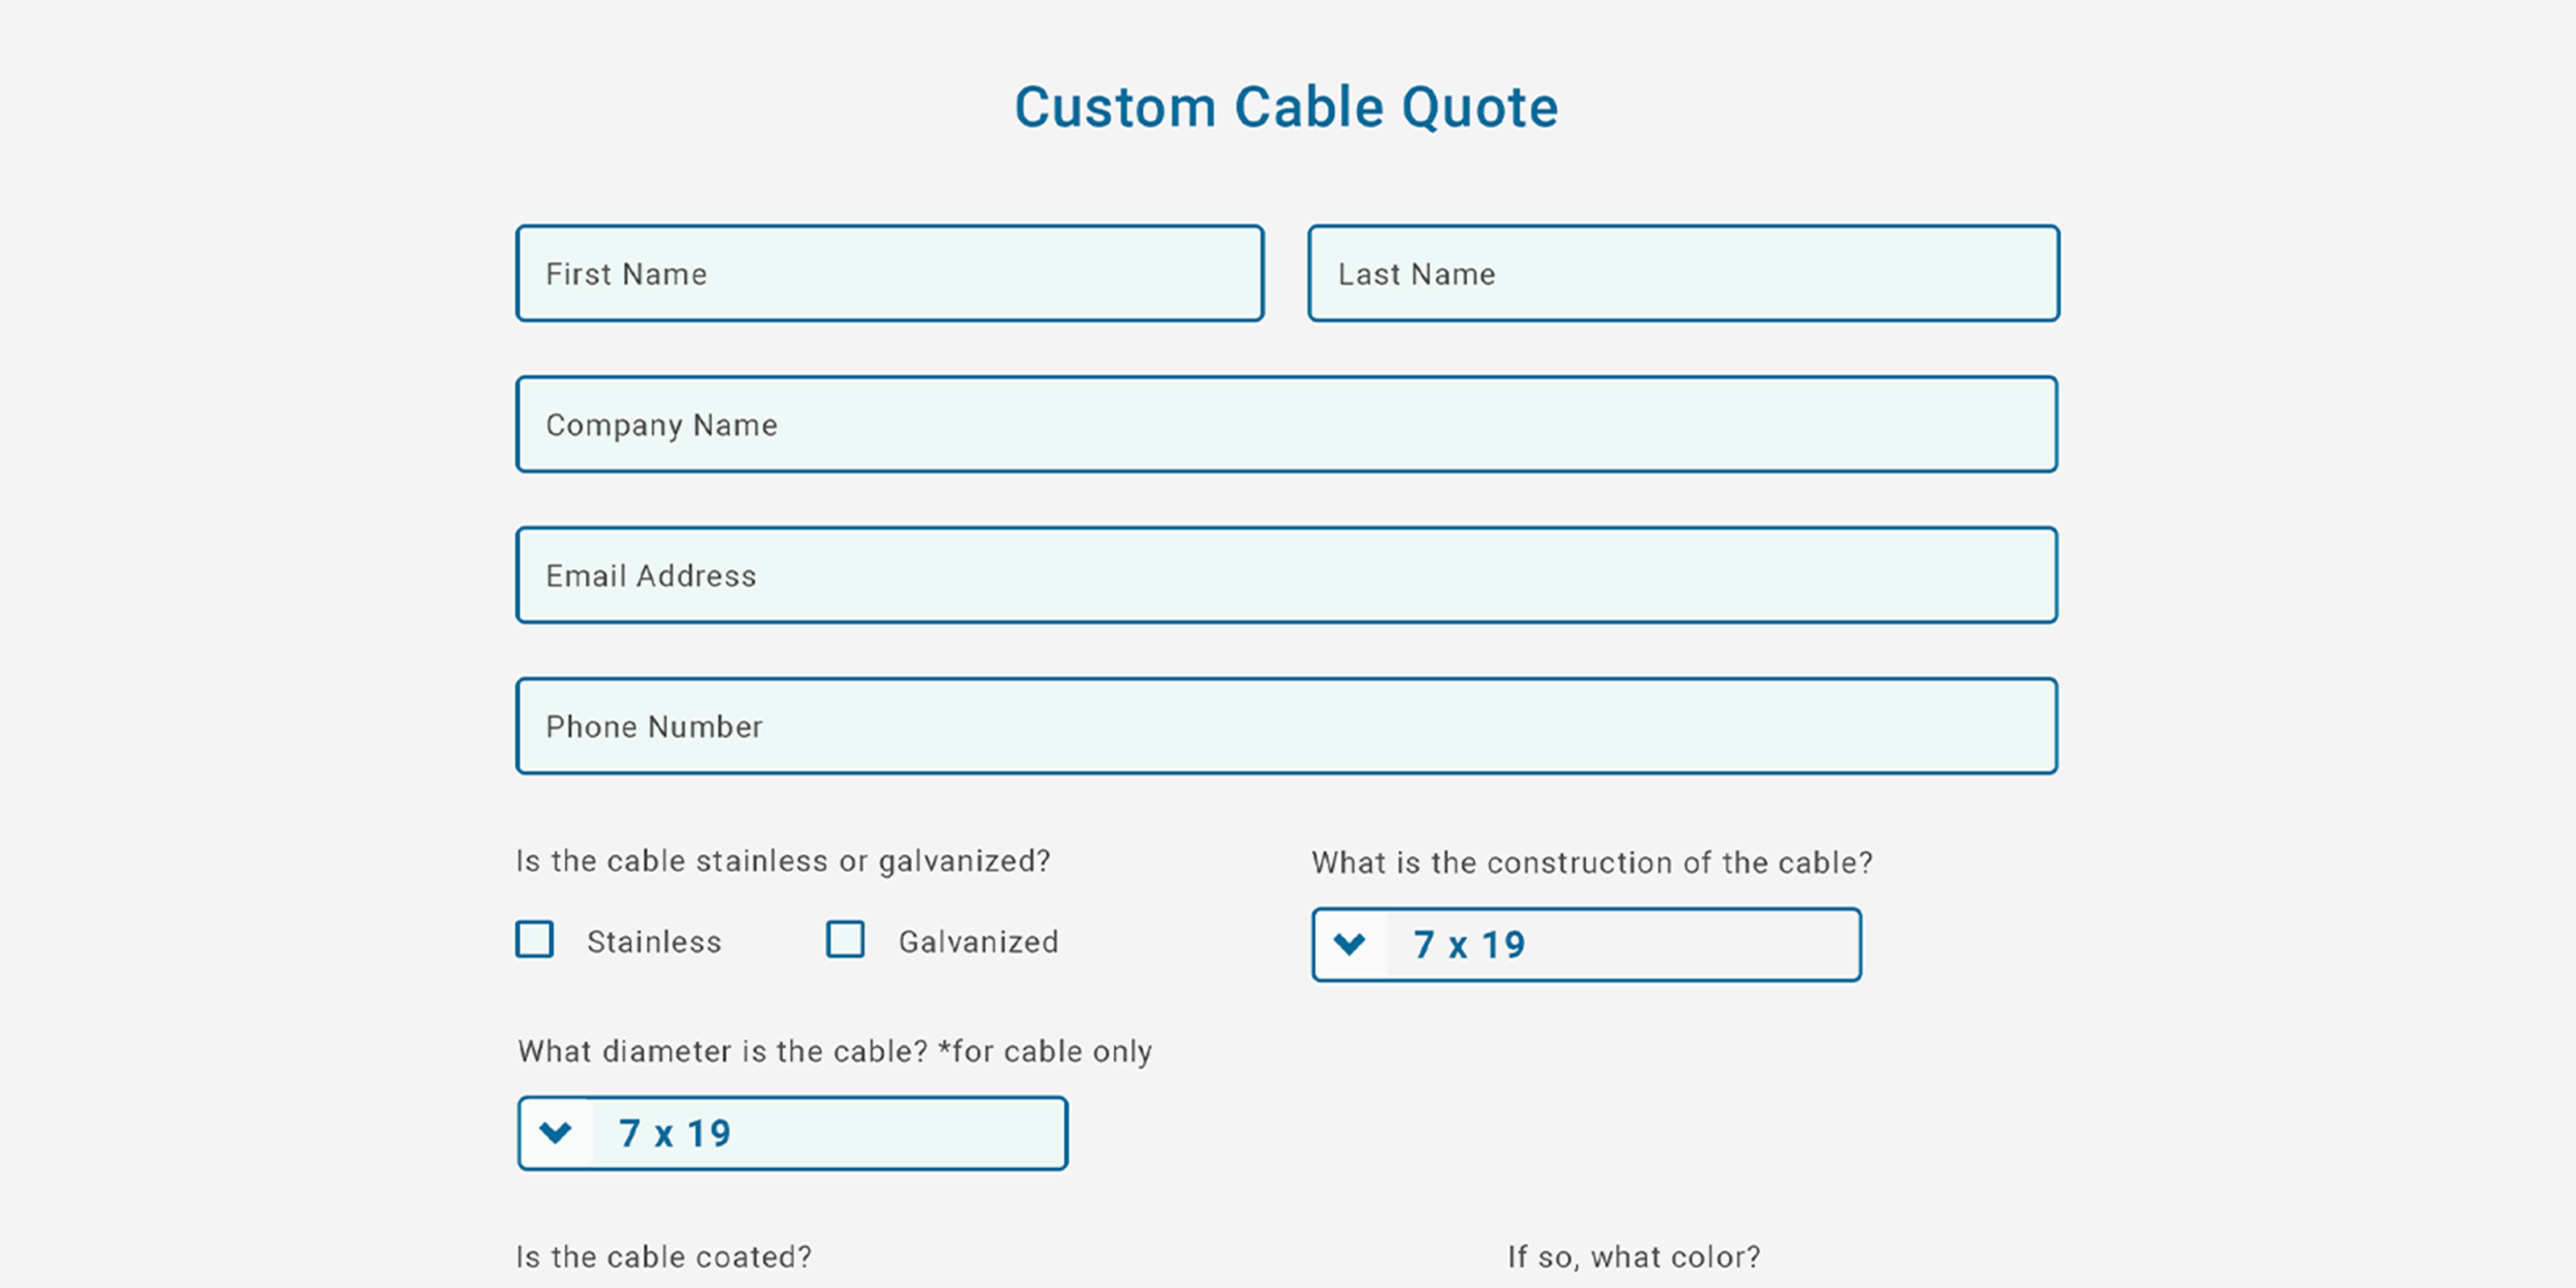 Custom Cable Quote
First Name
Last Name
Company Name
Email Address
Phone Number
Is the cable stainless or galvanized?
Stainless
Galvanized
What is the construction of the cable?
7 x 19
What diameter is the cable? *for cable only
7 x 19
Is the cable coated?
If so, what color?